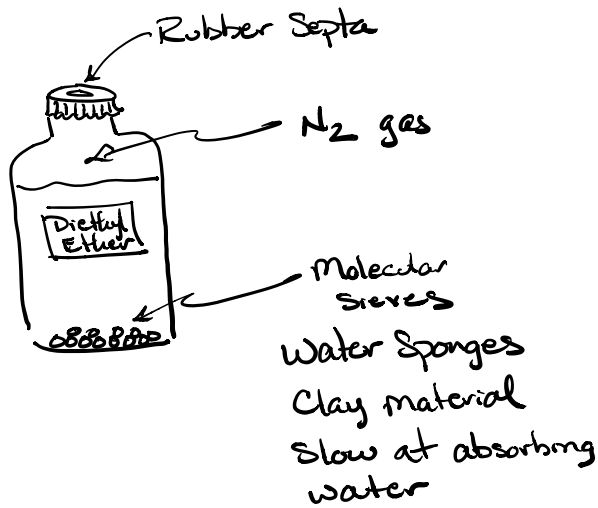 Rubber Septa
N2 gas
Diethyl
Ether
Molecular
sieves
Water Sponges
Clay material
Slow at absorbing
water